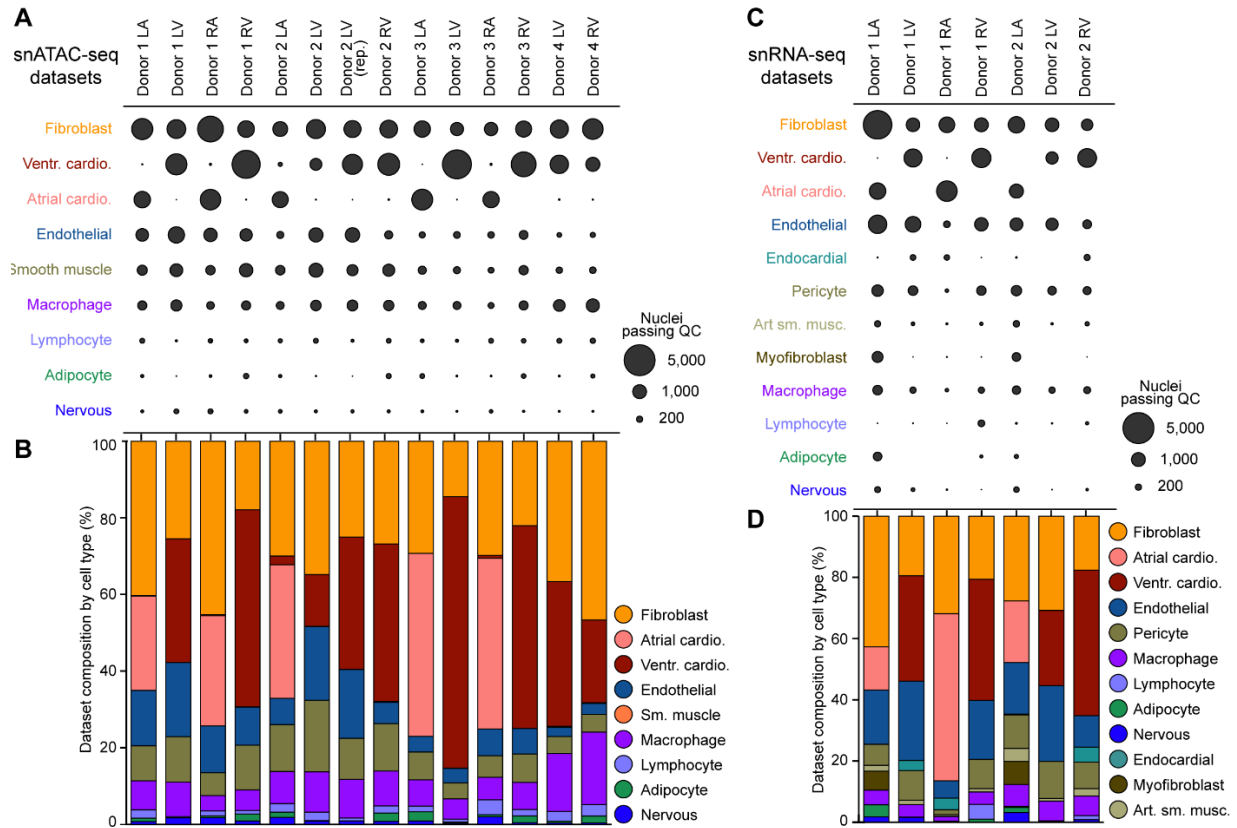 A
snATAC-seq
datasets
Donor 1 LA
Donor 1 LV
Donor 1 RA
Donor 1 RV
Donor 2 LA
Donor 2 LV
Donor 2 LV
(rep.)
Donor 2 RV
Donor 3 LA
Donor 3 LV
Donor 3 RA
Donor 3 RV
Donor 4 LV
Donor 4 RV
Fibroblast
Ventr. cardio.
Atrial cardio.
Endothelial
Smooth muscle
Macrophage
Lymphocyte
Adipocyte
Nervous
Nuclei
passing QC
5,000
1,000
200
B
Dataset composition by cell type (%)
100
80
60
40
20
0
Fibroblast
Atrial cardio.
Ventr. cardio.
Endothelial
Sm. muscle
Macrophage
Lymphocyte
Adipocyte
Nervous
C
snRNA-seq
datasets
Donor 1 LA
Donor 1 LV
Donor 1 RA
Donor 1 RV
Donor 2 LA
Donor 2 LV
Donor 2 RV
Fibroblast
Ventr. cardio.
Atrial cardio.
Endothelial
Endocardial
Pericyte
Art sm. musc.
Myofibroblast
Macrophage
Lymphocyte
Adipocyte
Nervous
Nuclei
passing QC
5,000
1,000
200
D
Dataset composition by cell type (%)
100
80
60
40
20
0
Fibroblast
Atrial cardio.
Ventr. cardio.
Endothelial
Pericyte
Macrophage
Lymphocyte
Adipocyte
Nervous
Endocardial
Myofibroblast
Art. sm. musc.